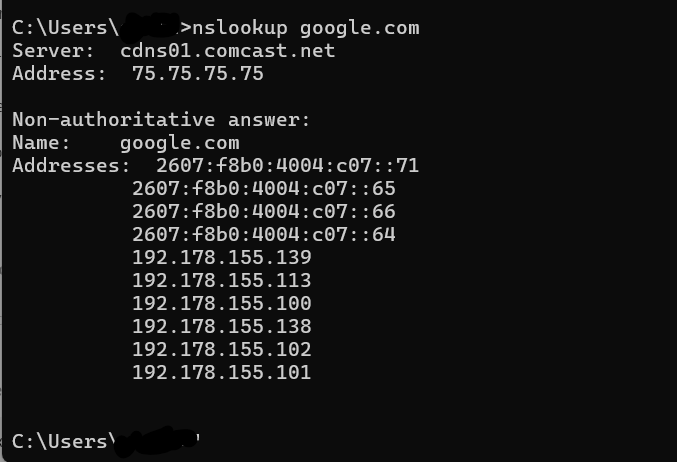 C:\Users\ >nslookup google.com
Server: cdns01.comcast.net
Address: 75.75.75.75
Non-authoritative answer:
Name: google.com
Addresses: 2607:f8b0:4004:c07::71
2607:f8b0:4004:c07::65
2607:f8b0:4004:c07::66
2607:f8b0:4004:c07::64
192.178.155.139
192.178.155.113
192.178.155.100
192.178.155.138
192.178.155.102
192.178.155.101
C:\Users\